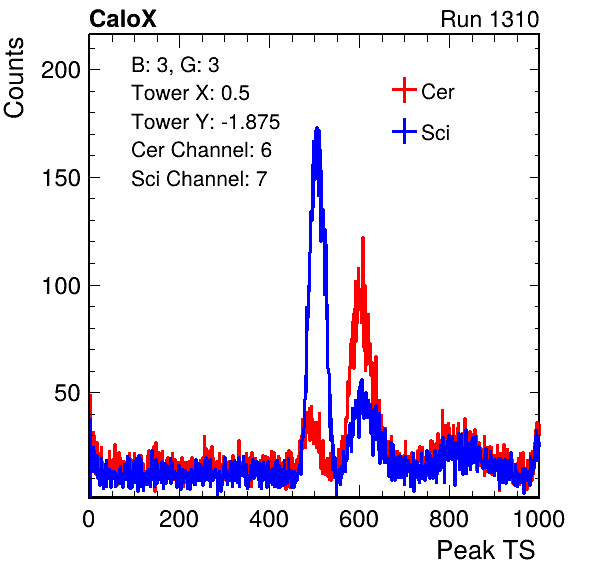 CaloX Run 1310
Counts
B: 3, G: 3
Tower X: 0.5
Tower Y: -1.875
Cer Channel: 6
Sci Channel: 7
Cer
Sci
200
150
100
50
0 200 400 600 800 1000
Peak TS